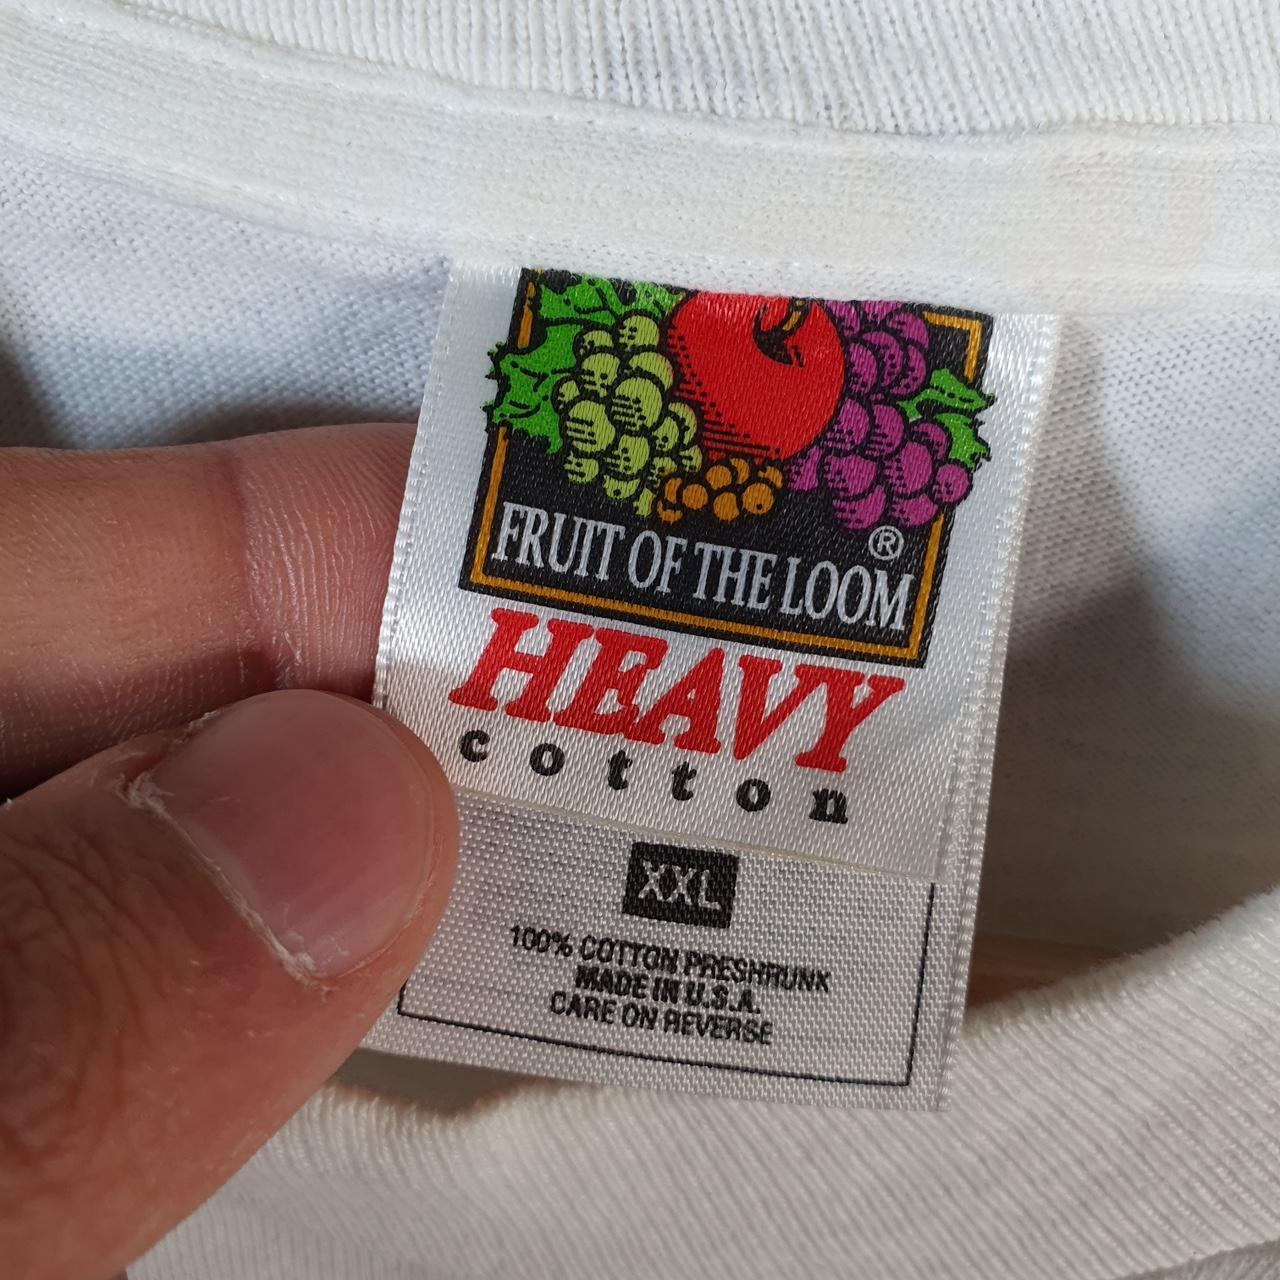 FRUIT OF THE LOOM®
HEAVY
cotton
XXL
100% COTTON PRESHRUNK
MADE IN U.S.A.
CARE ON REVERSE